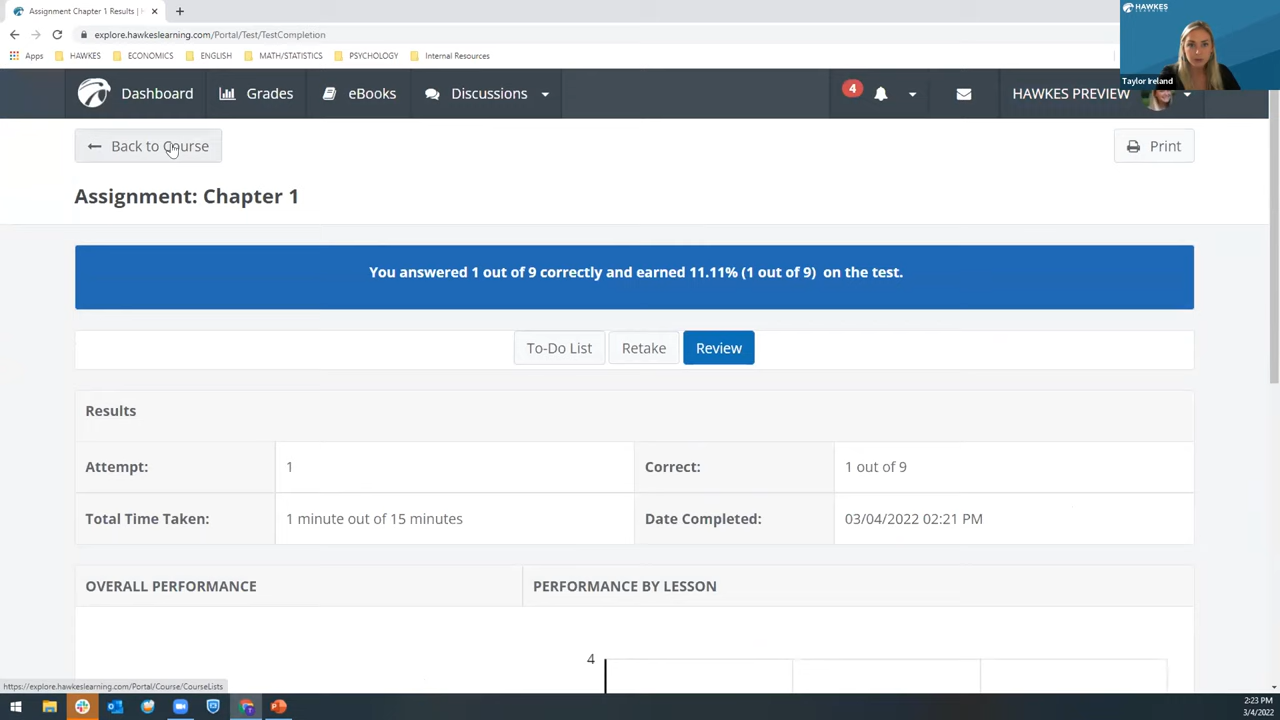 Assignment Chapter 1 Results |
explore.hawkeslearning.com/Portal/Test/TestCompletion
Apps HAWKES ECONOMICS ENGLISH MATH/STATISTICS PSYCHOLOGY Internal Resources
HAWKES
LEARNING
Taylor Ireland
Dashboard Grades eBooks Discussions 4 HAWKES PREVIEW
Back to Course Print
Assignment: Chapter 1
You answered 1 out of 9 correctly and earned 11.11% (1 out of 9) on the test.
To-Do List Retake Review
Results
Attempt: 1 Correct: 1 out of 9
Total Time Taken: 1 minute out of 15 minutes Date Completed: 03/04/2022 02:21 PM
OVERALL PERFORMANCE PERFORMANCE BY LESSON
4
https://explore.hawkeslearning.com/Portal/Course/CourseLists
2:23 PM
3/4/2022